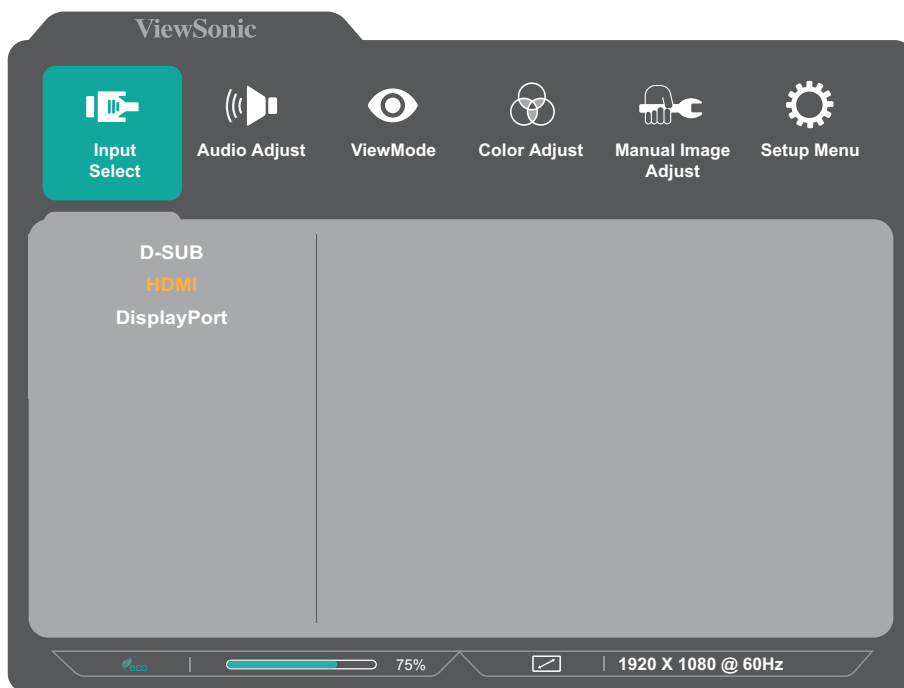 ViewSonic
Input
Select
Audio Adjust
ViewMode
Color Adjust
Manual Image
Adjust
Setup Menu
D-SUB
HDMI
DisplayPort
eco
75%
1920 X 1080 @ 60Hz